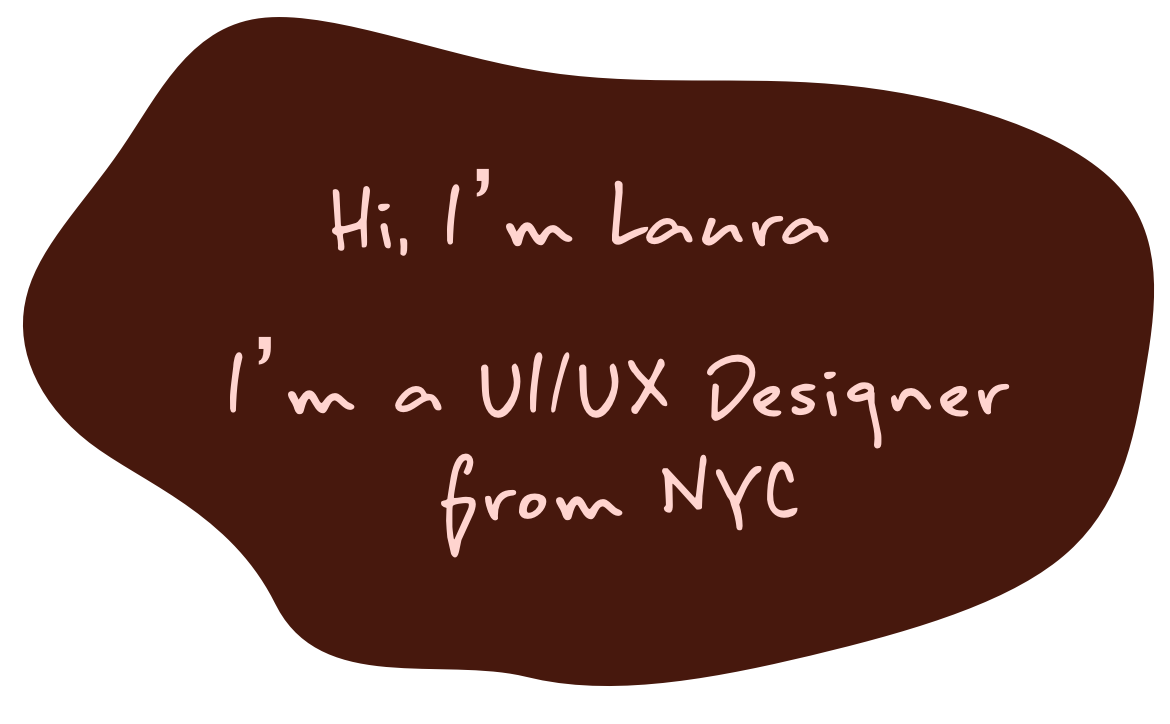 Hi, I’m Laura
I’m a UI/UX Designer
from NYC